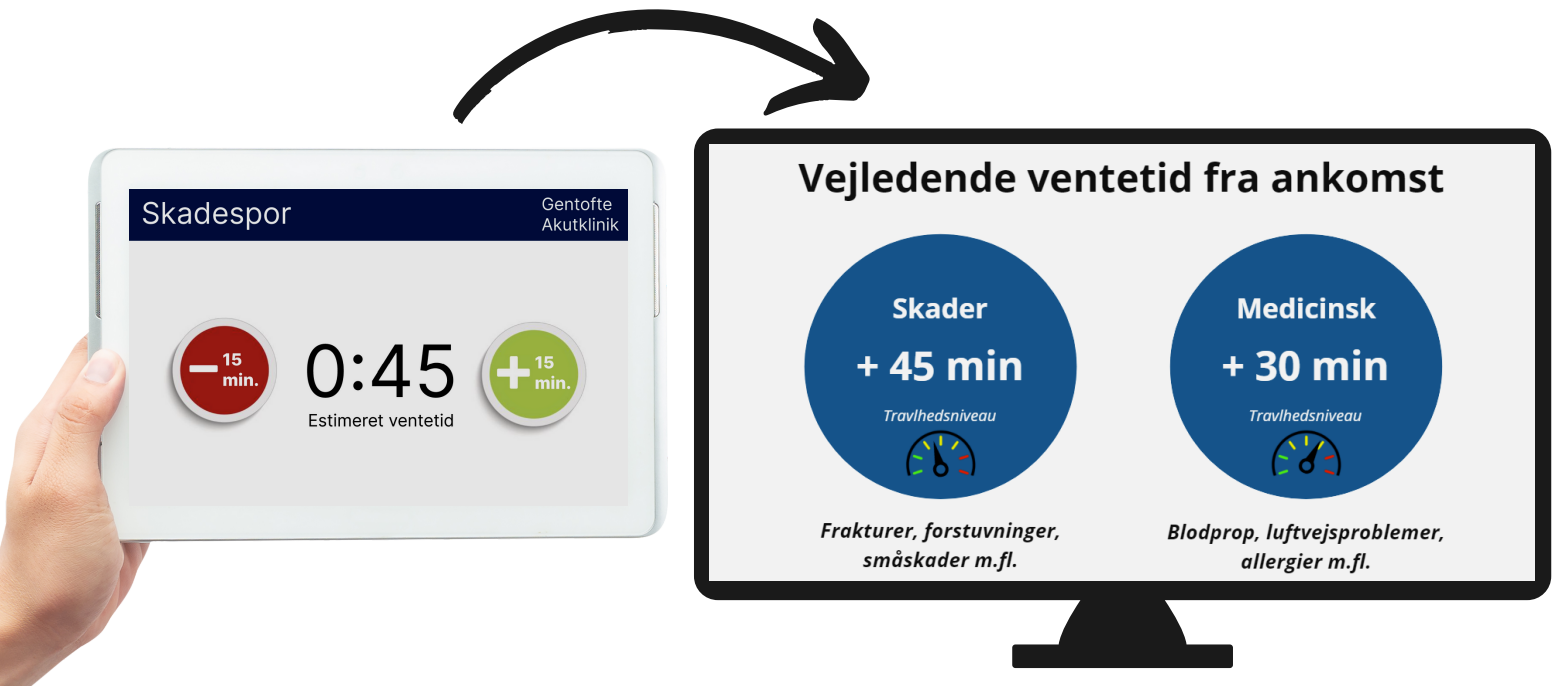 Skadespor
Gentofte
Akutklinik
15
min.
0:45
15
min.
Estimeret ventetid
Vejledende ventetid fra ankomst
Skader
+ 45 min
Travlhedsniveau
Frakturer, forstuvninger,
småskader m.fl.
Medicinsk
+ 30 min
Travlhedsniveau
Blodprop, luftvejsproblemer,
allergier m.fl.